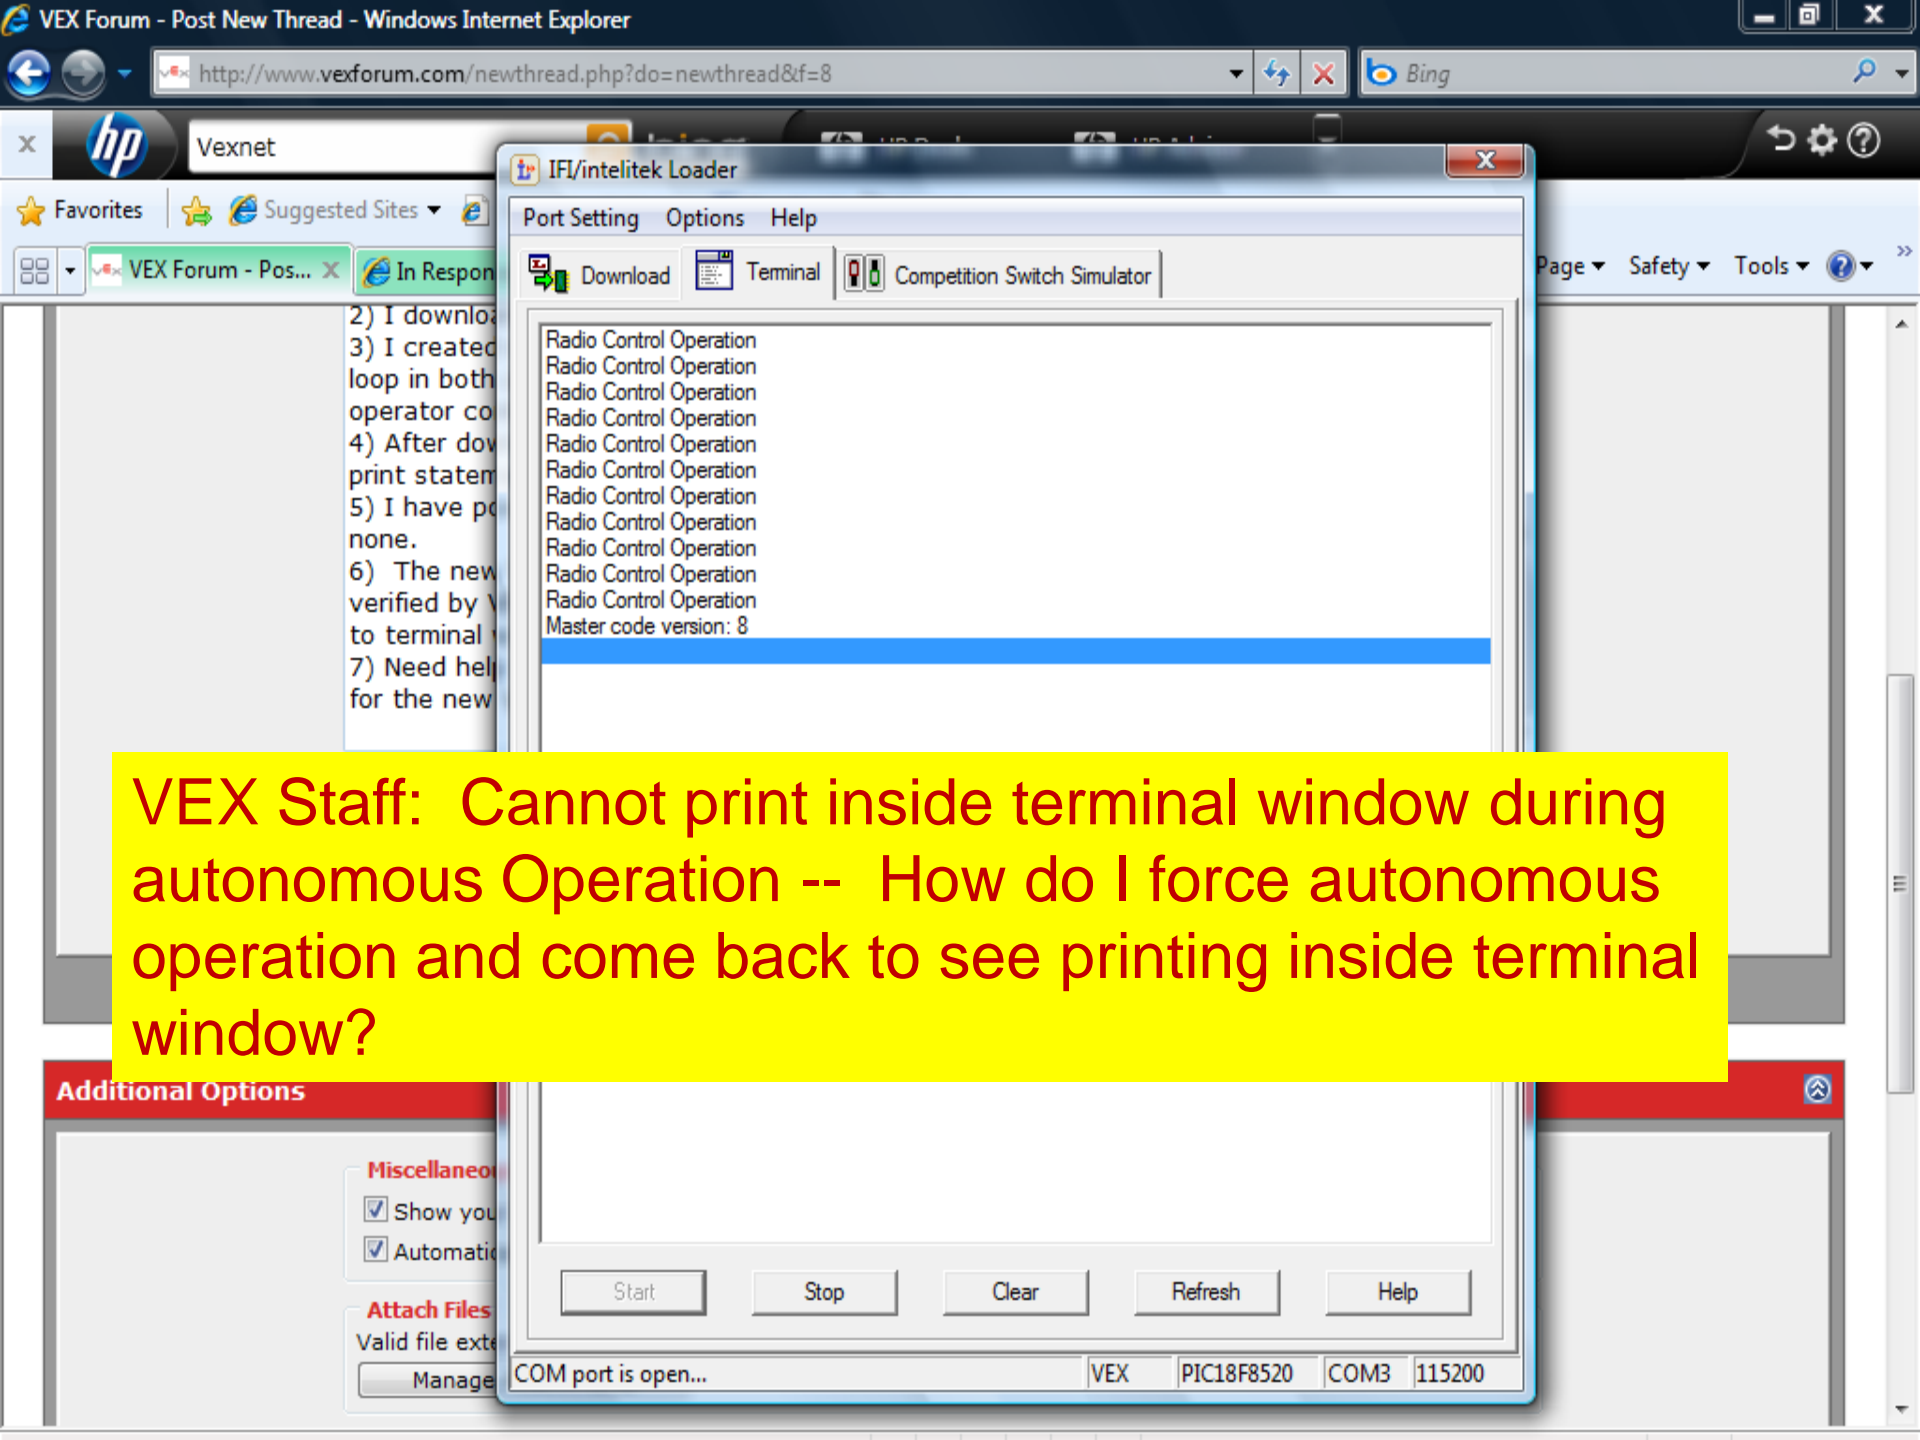 VEX Forum - Post New Thread - Windows Internet Explorer
http://www.vexforum.com/newthread.php?do=newthread&f=8
Bing
hp
Vexnet
IFI/intelitek Loader
Favorites
Suggested Sites
Port Setting Options Help
VEX Forum - Pos...
In Respon
Download
Terminal
Competition Switch Simulator
Page
Safety
Tools
2) I downloa
3) I created
loop in both
operator co
4) After dow
print statem
5) I have po
none.
6) The new
verified by V
to terminal
7) Need help
for the new
Radio Control Operation
Radio Control Operation
Radio Control Operation
Radio Control Operation
Radio Control Operation
Radio Control Operation
Radio Control Operation
Radio Control Operation
Radio Control Operation
Radio Control Operation
Radio Control Operation
Master code version: 8
VEX Staff: Cannot print inside terminal window during
autonomous Operation -- How do I force autonomous
operation and come back to see printing inside terminal
window?
Additional Options
Miscellaneou
Show you
Automatic
Attach Files
Valid file exte
Manage
Start
Stop
Clear
Refresh
Help
COM port is open...
VEX
PIC18F8520
COM3
115200